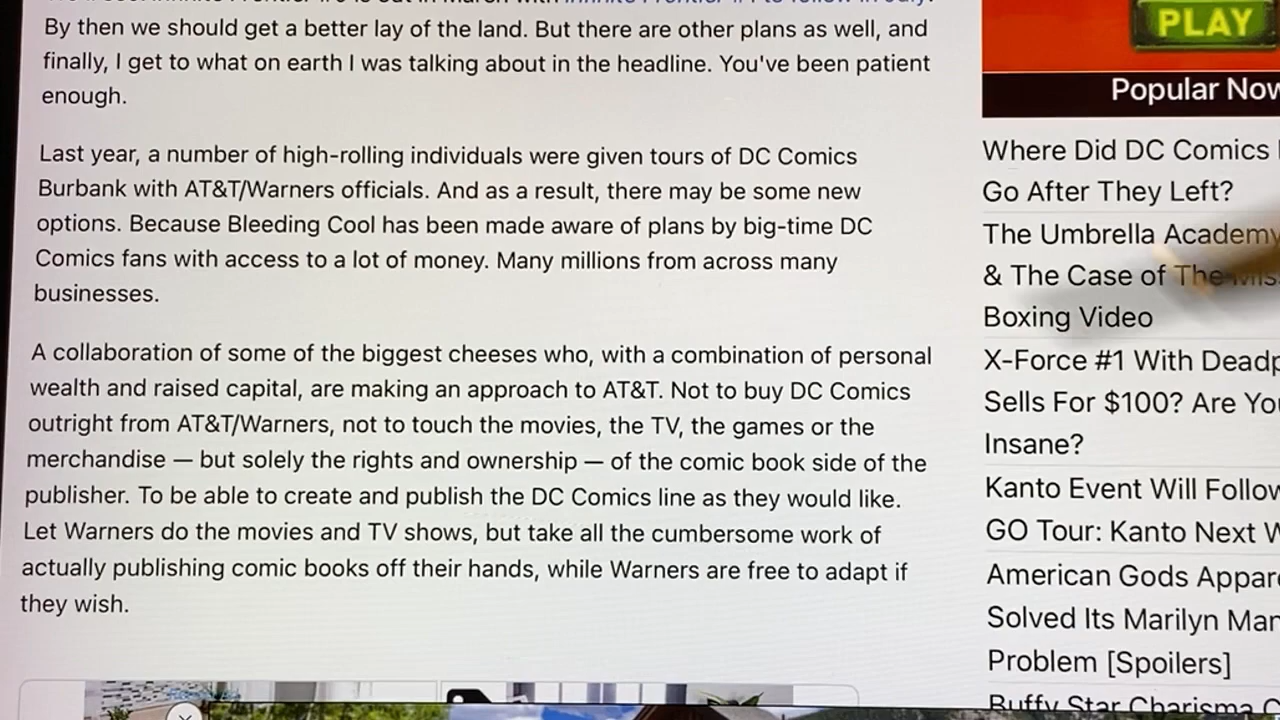 By then we should get a better lay of the land. But there are other plans as well, and
finally, I get to what on earth I was talking about in the headline. You've been patient
enough.
Last year, a number of high-rolling individuals were given tours of DC Comics
Burbank with AT&T/Warners officials. And as a result, there may be some new
options. Because Bleeding Cool has been made aware of plans by big-time DC
Comics fans with access to a lot of money. Many millions from across many
businesses.
A collaboration of some of the biggest cheeses who, with a combination of personal
wealth and raised capital, are making an approach to AT&T. Not to buy DC Comics
outright from AT&T/Warners, not to touch the movies, the TV, the games or the
merchandise — but solely the rights and ownership — of the comic book side of the
publisher. To be able to create and publish the DC Comics line as they would like.
Let Warners do the movies and TV shows, but take all the cumbersome work of
actually publishing comic books off their hands, while Warners are free to adapt if
they wish.
PLAY
Popular Now
Where Did DC Comics
Go After They Left?
The Umbrella Academy
& The Case of The
Boxing Video
X-Force #1 With Deadp
Sells For $100? Are You
Insane?
Kanto Event Will Follow
GO Tour: Kanto Next W
American Gods Appare
Solved Its Marilyn Man
Problem [Spoilers]
Buffy Star Charisma C